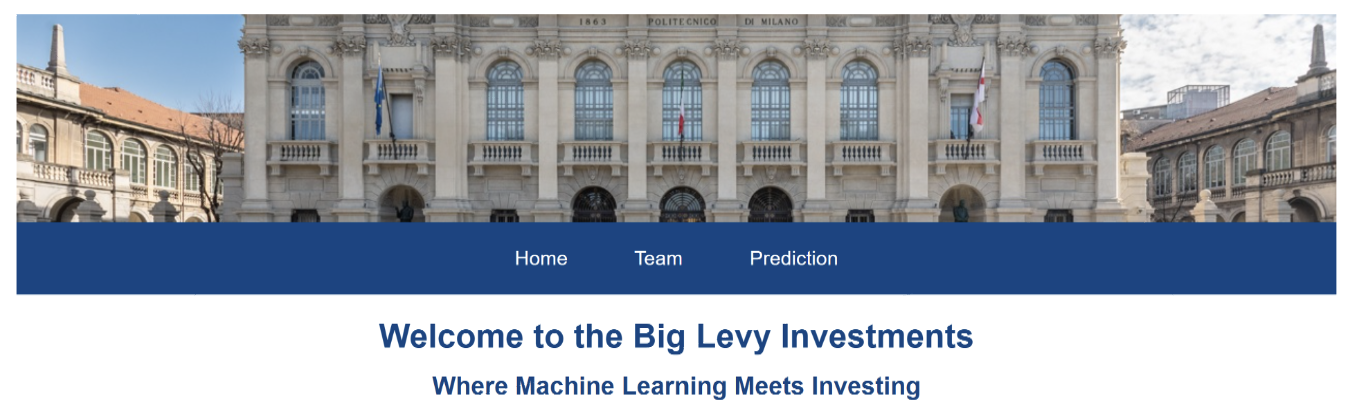 1863 POLITECNICO DI MILANO
Home Team Prediction
Welcome to the Big Levy Investments
Where Machine Learning Meets Investing